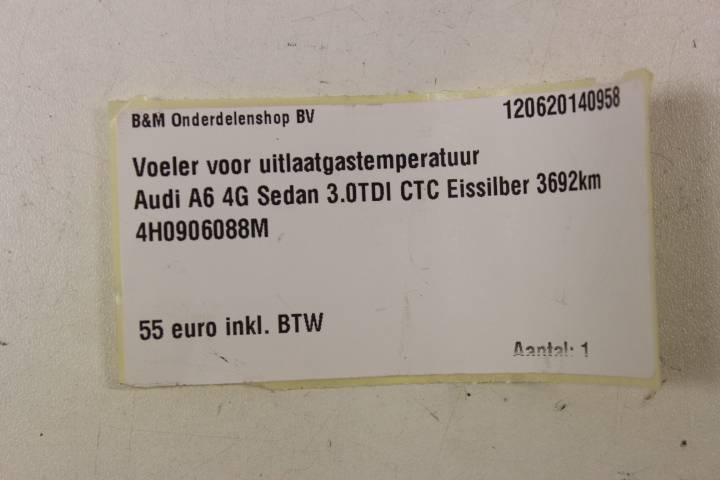 B&M Onderdelenshop BV
120620140958
Voeler voor uitlaatgastemperatuur
Audi A6 4G Sedan 3.0TDI CTC Eissilber 3692km
4H0906088M
55 euro inkl. BTW
Aantal: 1